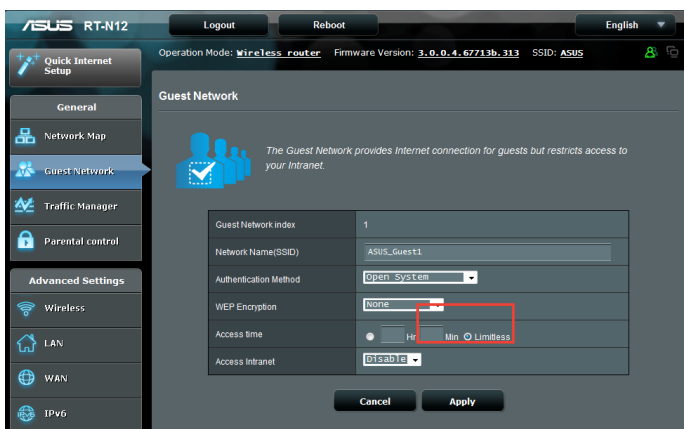 ASUS RT-N12 Logout Reboot English
Operation Mode: Wireless router Firmware Version: 3.0.0.4.67713b.313 SSID: ASUS
Quick Internet
Setup
General
Network Map
Guest Network
Traffic Manager
Parental control
Advanced Settings
Wireless
LAN
WAN
IPv6
Guest Network
The Guest Network provides Internet connection for guests but restricts access to
your Intranet.
Guest Network index 1
Network Name(SSID) ASUS_Guest1
Authentication Method Open System
WEP Encryption None
Access time Hr Min Limitless
Access Intranet Disable
Cancel Apply